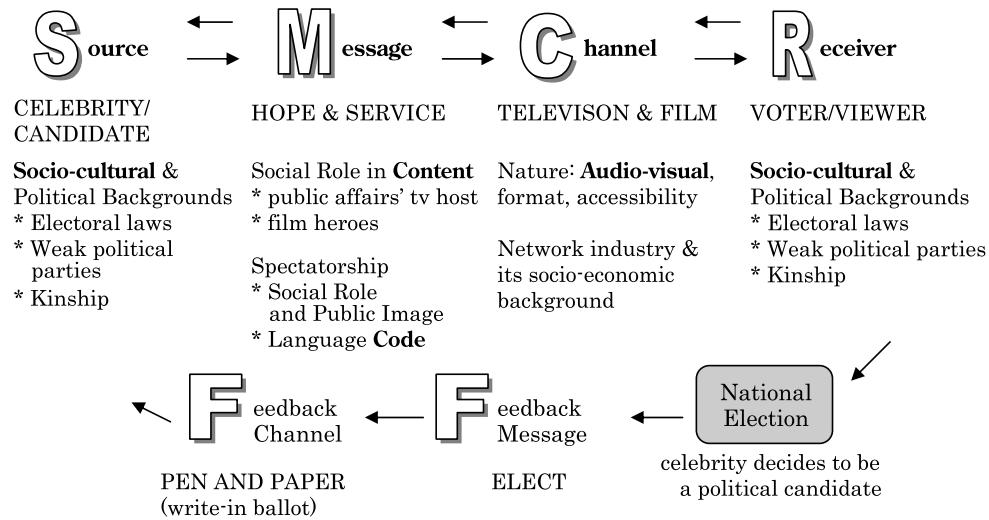 Source
Message
Channel
Receiver
CELEBRITY/
CANDIDATE
HOPE & SERVICE
TELEVISON & FILM
VOTER/VIEWER
Socio-cultural &
Political Backgrounds
* Electoral laws
* Weak political
parties
* Kinship
Social Role in Content
* public affairs' tv host
* film heroes
Spectatorship
* Social Role
and Public Image
* Language Code
Nature: Audio-visual,
format, accessibility
Network industry &
its socio-economic
background
Socio-cultural &
Political Backgrounds
* Electoral laws
* Weak political parties
* Kinship
National
Election
celebrity decides to be
a political candidate
Feedback
Message
ELECT
Feedback
Channel
PEN AND PAPER
(write-in ballot)